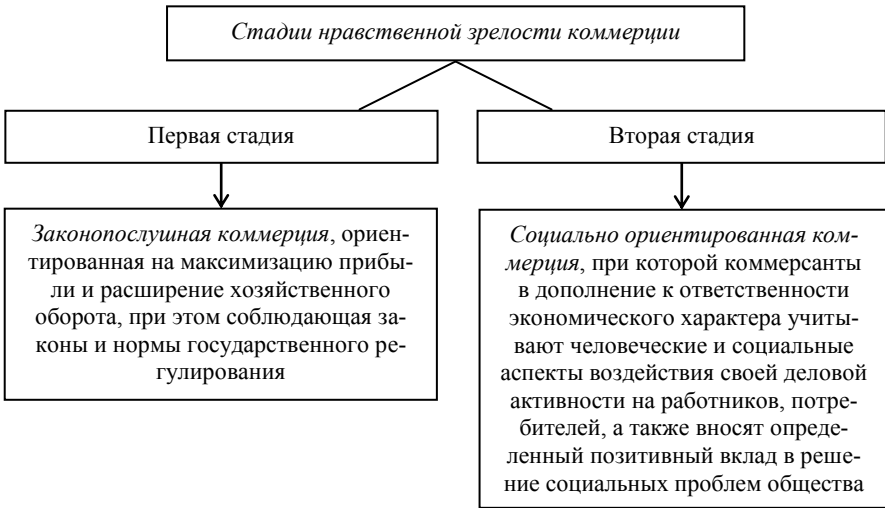 Стадии нравственной зрелости коммерции
Первая стадия
Вторая стадия
Законопослушная коммерция, ориен-
тированная на максимизацию прибы-
ли и расширение хозяйственного
оборота, при этом соблюдающая за-
коны и нормы государственного ре-
гулирования
Социально ориентированная ком-
мерция, при которой коммерсанты
в дополнение к ответственности
экономического характера учиты-
вают человеческие и социальные
аспекты воздействия своей деловой
активности на работников, потре-
бителей, а также вносят опреде-
ленный позитивный вклад в реше-
ние социальных проблем общества